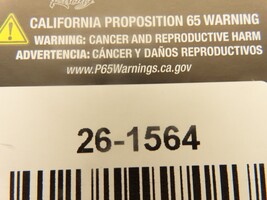 CALIFORNIA PROPOSITION 65 WARNING
WARNING: CANCER AND REPRODUCTIVE HARM
ADVERTENCIA: CÁNCER Y DAÑOS REPRODUCTIVOS
www.P65Warnings.ca.gov
26-1564